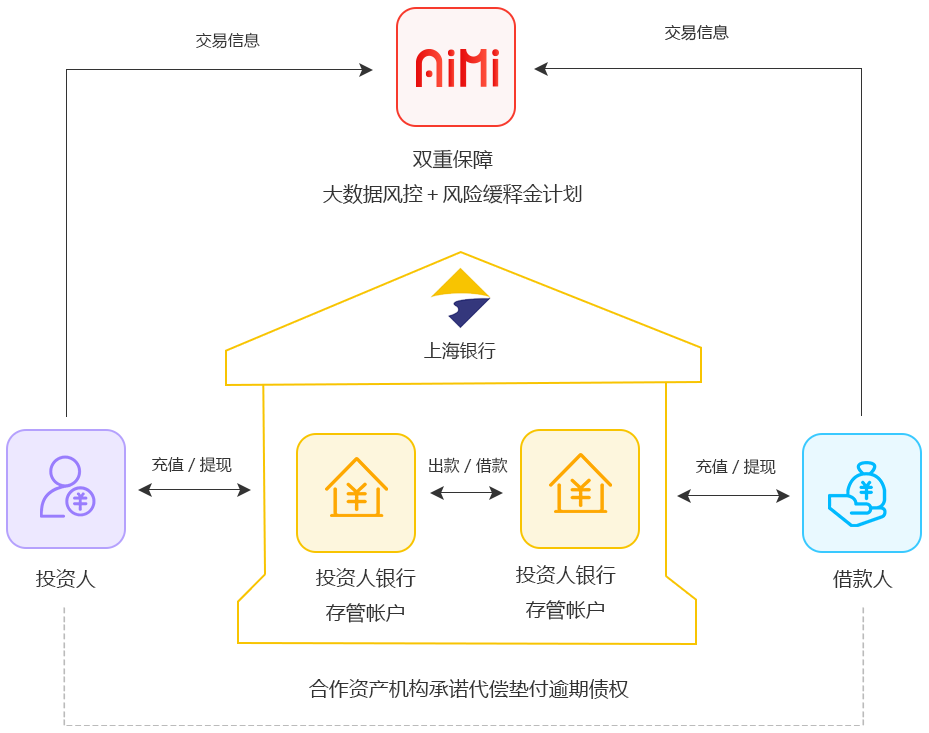 交易信息
交易信息
AiMi
双重保障
大数据风控 + 风险缓释金计划
上海银行
充值 / 提现
出款 / 借款
充值 / 提现
投资人
投资人银行
存管帐户
投资人银行
存管帐户
借款人
合作资产机构承诺代偿垫付逾期债权